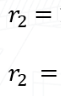 r₂ =
r₂ =